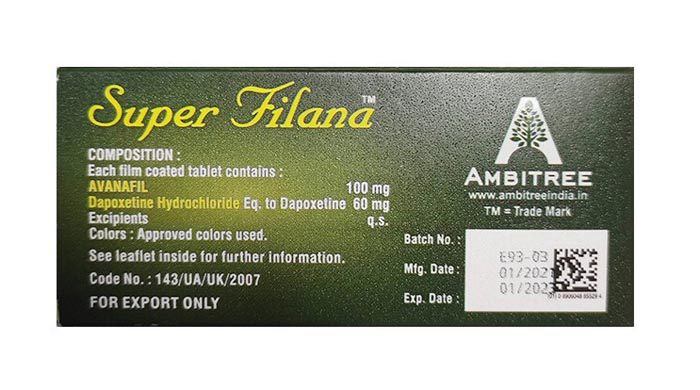 Super Filana™
COMPOSITION :
Each film coated tablet contains :
AVANAFIL 100 mg
Dapoxetine Hydrochloride Eq. to Dapoxetine 60 mg
Excipients q.s.
Colors : Approved colors used.
See leaflet inside for further information.
Code No. : 143/UA/UK/2007
FOR EXPORT ONLY
AMBITREE
www.ambitreeindia.in
TM = Trade Mark
Batch No. : E93-03
Mfg. Date : 01/2021
Exp. Date :